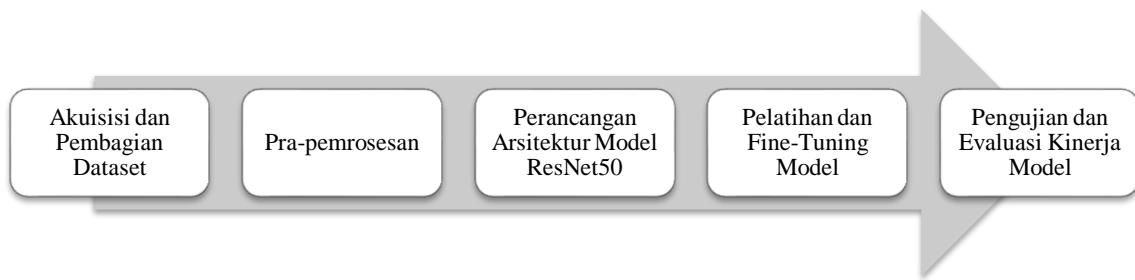 Akuisisi dan
Pembagian
Dataset
Pra-pemrosesan
Perancangan
Arsitektur Model
ResNet50
Pelatihan dan
Fine-Tuning
Model
Pengujian dan
Evaluasi Kinerja
Model